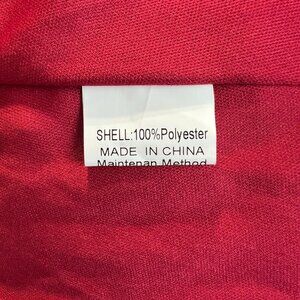 SHELL:100%Polyester
MADE IN CHINA
Maintenan Method